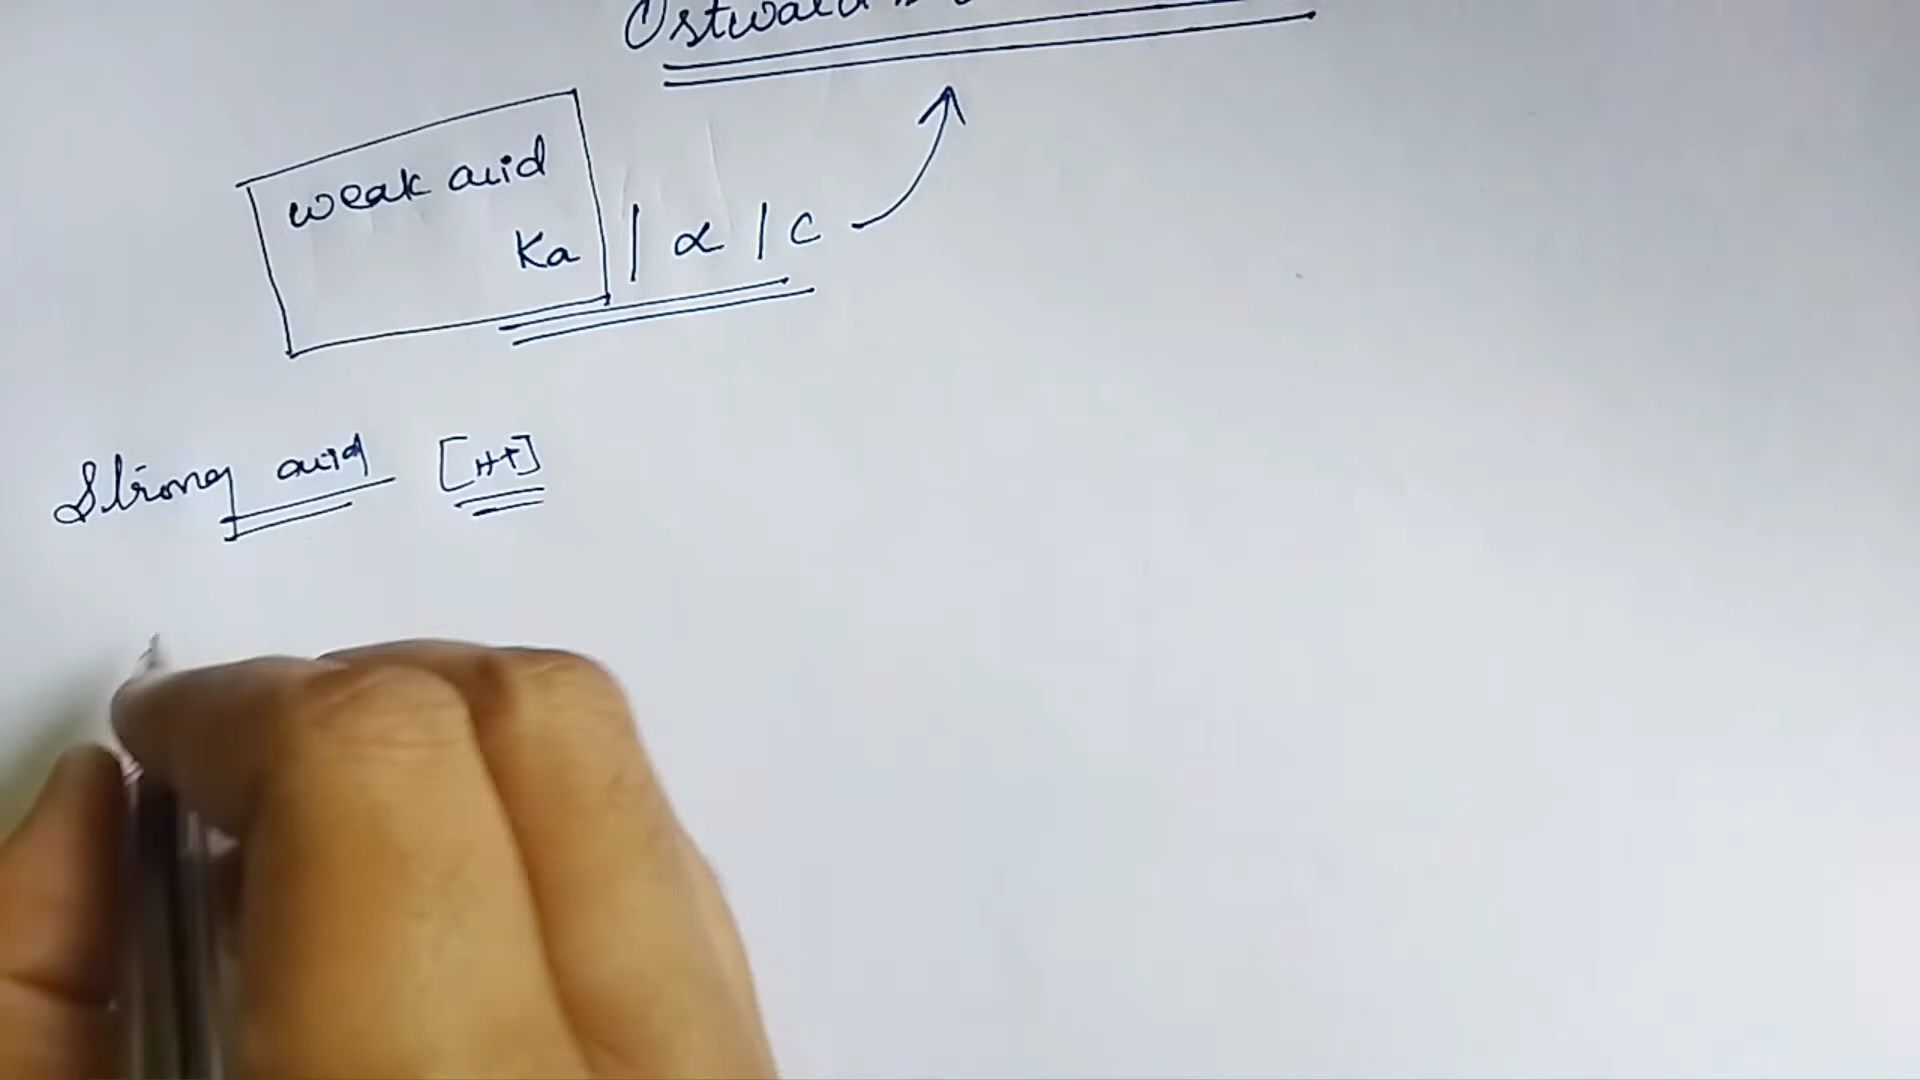 Ostwald's
weak acid
Ka | α | C
Strong acid [H+]